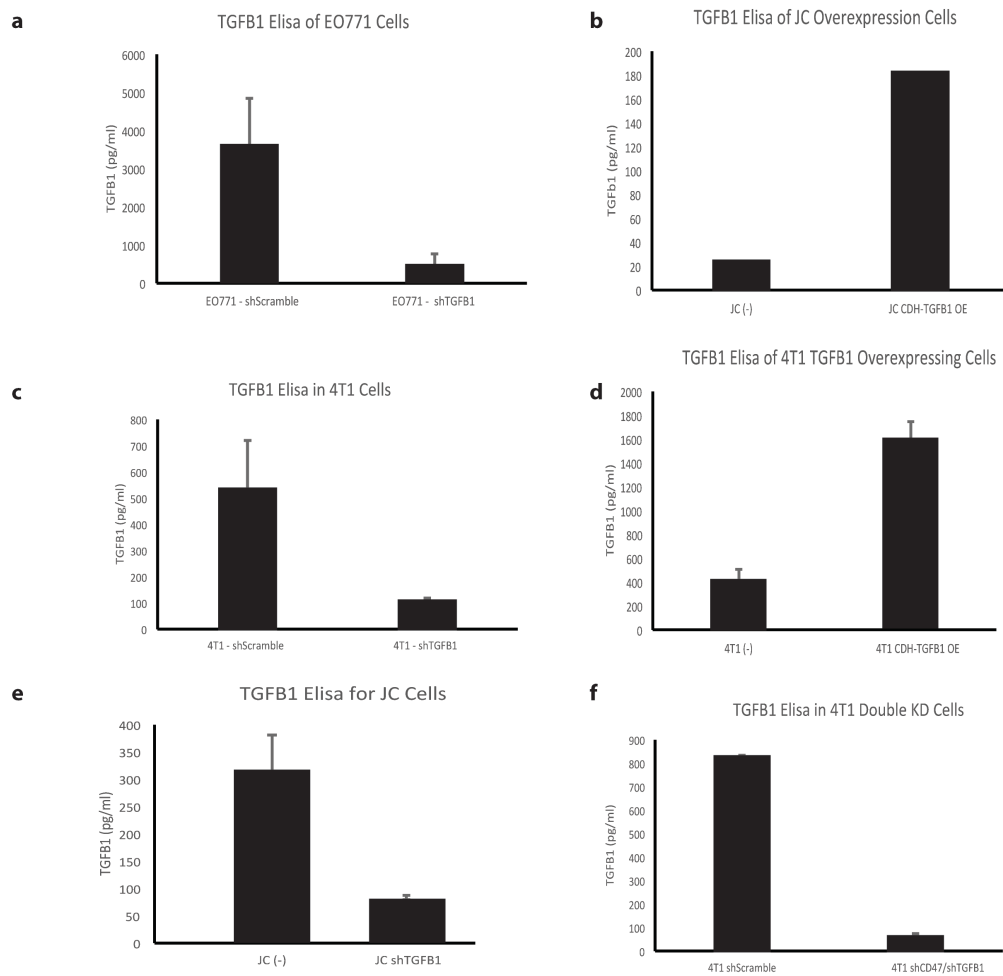 a
TGFB1 Elisa of EO771 Cells
6000
5000
4000
3000
2000
1000
0
TGFB1 (pg/ml)
EO771 - shScramble
EO771 - shTGFB1
b
TGFB1 Elisa of JC Overexpression Cells
200
180
160
140
120
100
80
60
40
20
0
TGFb1 (pg/ml)
JC (-)
JC CDH-TGFB1 OE
c
TGFB1 Elisa in 4T1 Cells
800
700
600
500
400
300
200
100
0
TGFB1 (pg/ml)
4T1 - shScramble
4T1 - shTGFB1
d
TGFB1 Elisa of 4T1 TGFB1 Overexpressing Cells
2000
1800
1600
1400
1200
1000
800
600
400
200
0
TGFB1 (pg/ml)
4T1 (-)
4T1 CDH-TGFB1 OE
e
TGFB1 Elisa for JC Cells
400
350
300
250
200
150
100
50
0
TGFB1 (pg/ml)
JC (-)
JC shTGFB1
f
TGFB1 Elisa in 4T1 Double KD Cells
900
800
700
600
500
400
300
200
100
0
TGFB1 (pg/ml)
4T1 shScramble
4T1 shCD47/shTGFB1